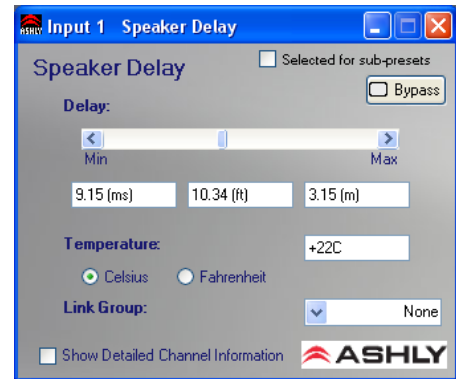 ASHLY Input 1 Speaker Delay
Selected for sub-presets
Speaker Delay
Bypass
Delay:
Min Max
9.15 (ms) 10.34 (ft) 3.15 (m)
Temperature: +22C
Celsius Fahrenheit
Link Group: None
Show Detailed Channel Information ASHLY